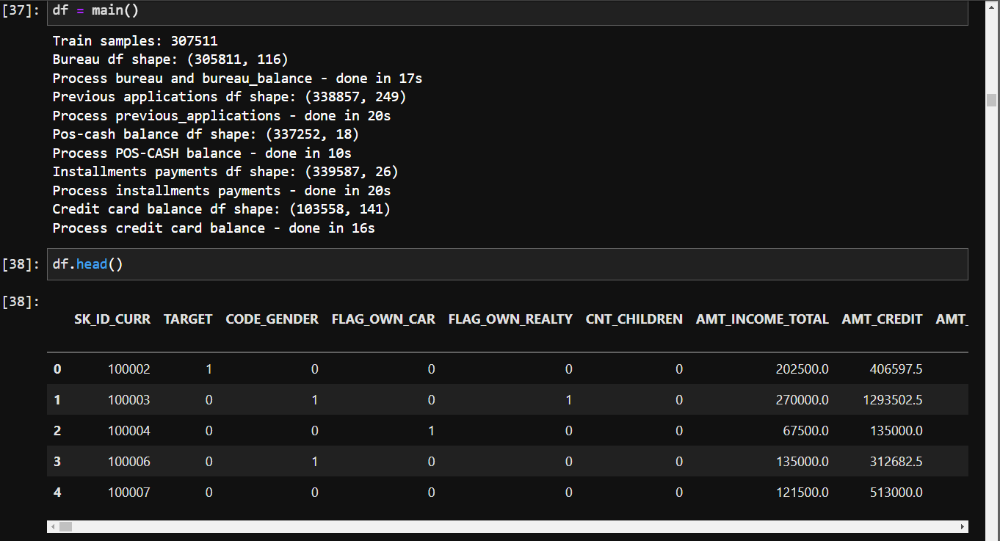 [37]: df = main()
Train samples: 307511
Bureau df shape: (305811, 116)
Process bureau and bureau_balance - done in 17s
Previous applications df shape: (338857, 249)
Process previous_applications - done in 20s
Pos-cash balance df shape: (337252, 18)
Process POS-CASH balance - done in 10s
Installments payments df shape: (339587, 26)
Process installments payments - done in 20s
Credit card balance df shape: (103558, 141)
Process credit card balance - done in 16s
[38]: df.head()
[38]:
SK_ID_CURR TARGET CODE_GENDER FLAG_OWN_CAR FLAG_OWN_REALTY CNT_CHILDREN AMT_INCOME_TOTAL AMT_CREDIT AMT_
0 100002 1 0 0 0 0 202500.0 406597.5
1 100003 0 1 0 1 0 270000.0 1293502.5
2 100004 0 0 1 0 0 67500.0 135000.0
3 100006 0 1 0 0 0 135000.0 312682.5
4 100007 0 0 0 0 0 121500.0 513000.0